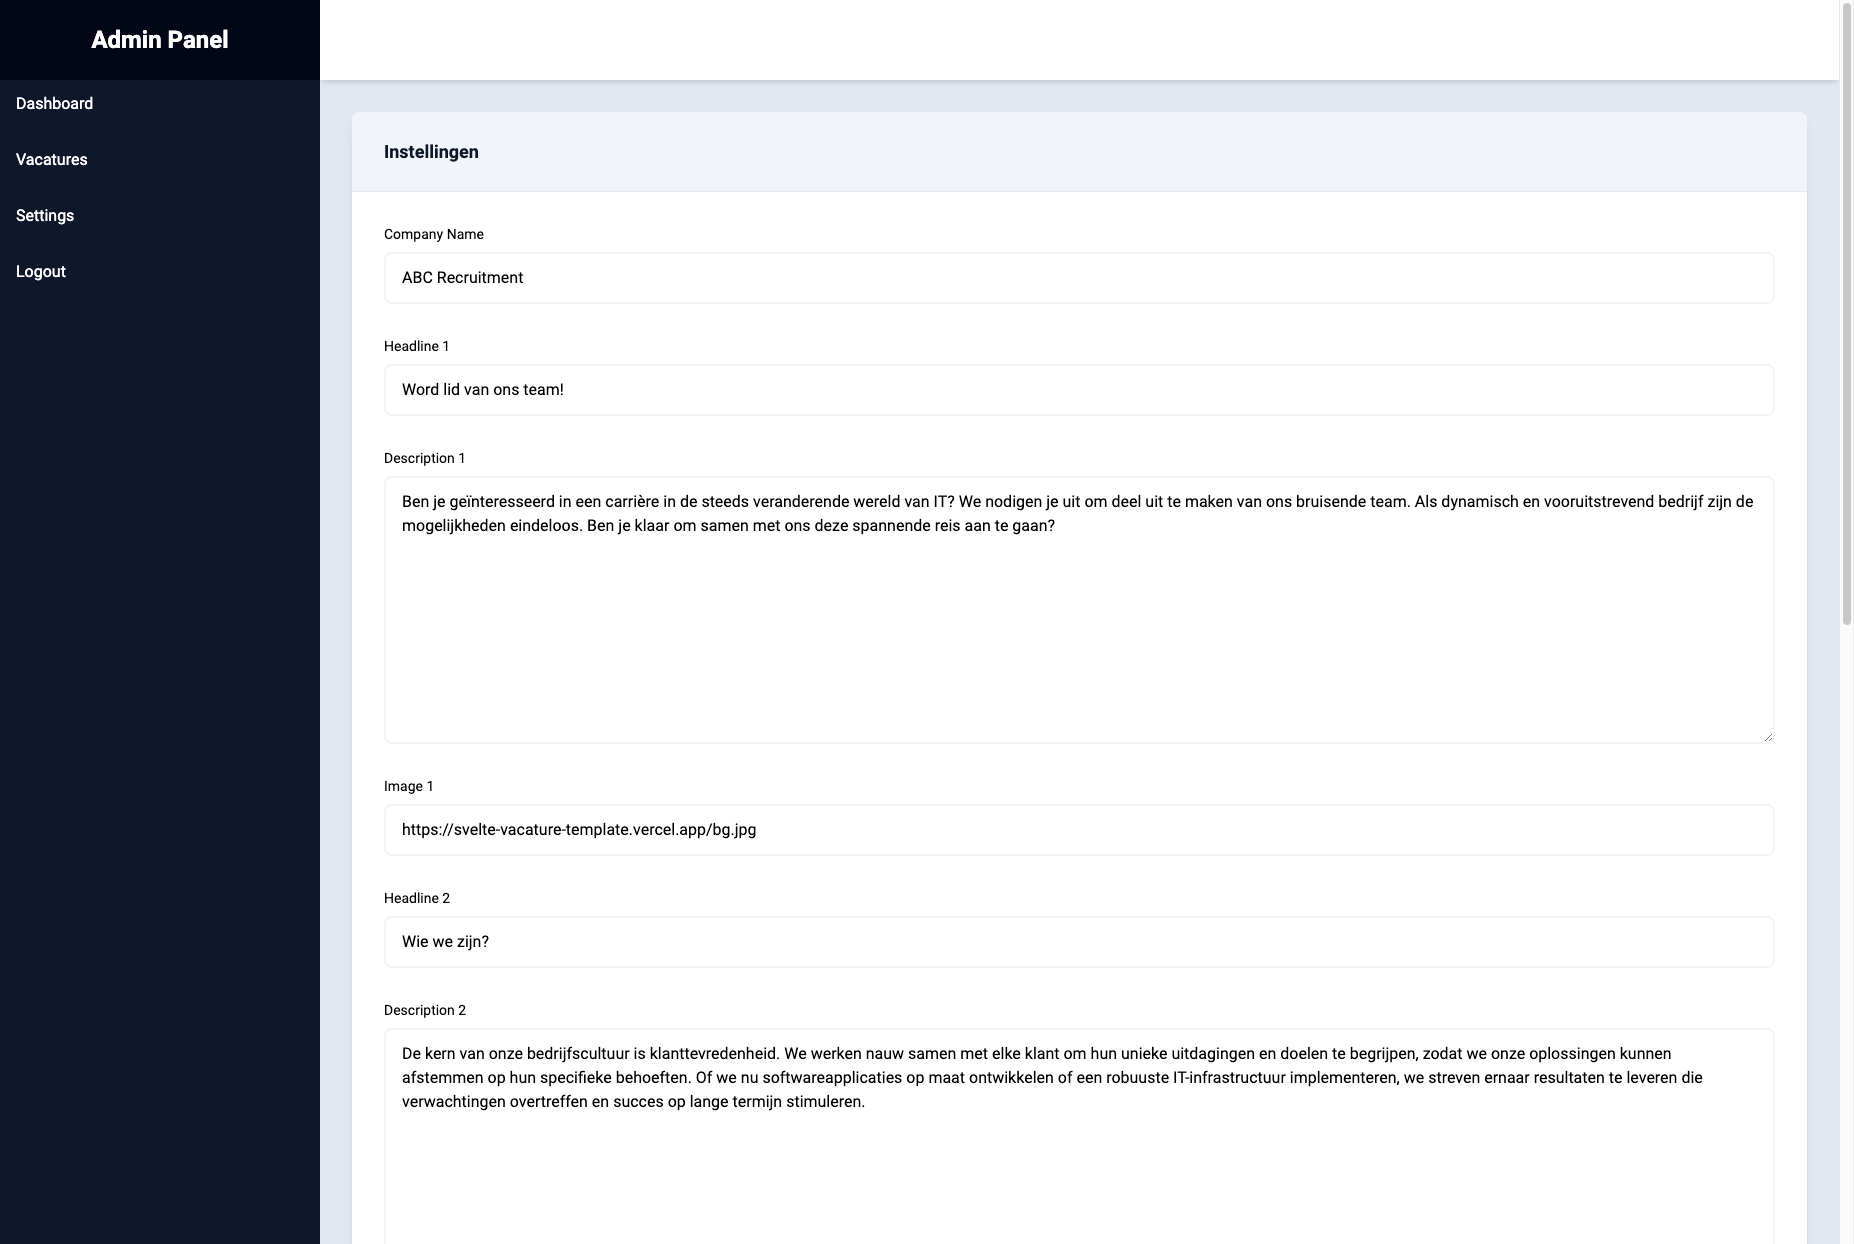 Admin Panel
Dashboard
Vacatures
Settings
Logout
Instellingen
Company Name
ABC Recruitment
Headline 1
Word lid van ons team!
Description 1
Ben je geïnteresseerd in een carrière in de steeds veranderende wereld van IT? We nodigen je uit om deel uit te maken van ons bruisende team. Als dynamisch en vooruitstrevend bedrijf zijn de
mogelijkheden eindeloos. Ben je klaar om samen met ons deze spannende reis aan te gaan?
Image 1
https://svelte-vacature-template.vercel.app/bg.jpg
Headline 2
Wie we zijn?
Description 2
De kern van onze bedrijfscultuur is klanttevredenheid. We werken nauw samen met elke klant om hun unieke uitdagingen en doelen te begrijpen, zodat we onze oplossingen kunnen
afstemmen op hun specifieke behoeften. Of we nu softwareapplicaties op maat ontwikkelen of een robuuste IT-infrastructuur implementeren, we streven ernaar resultaten te leveren die
verwachtingen overtreffen en succes op lange termijn stimuleren.